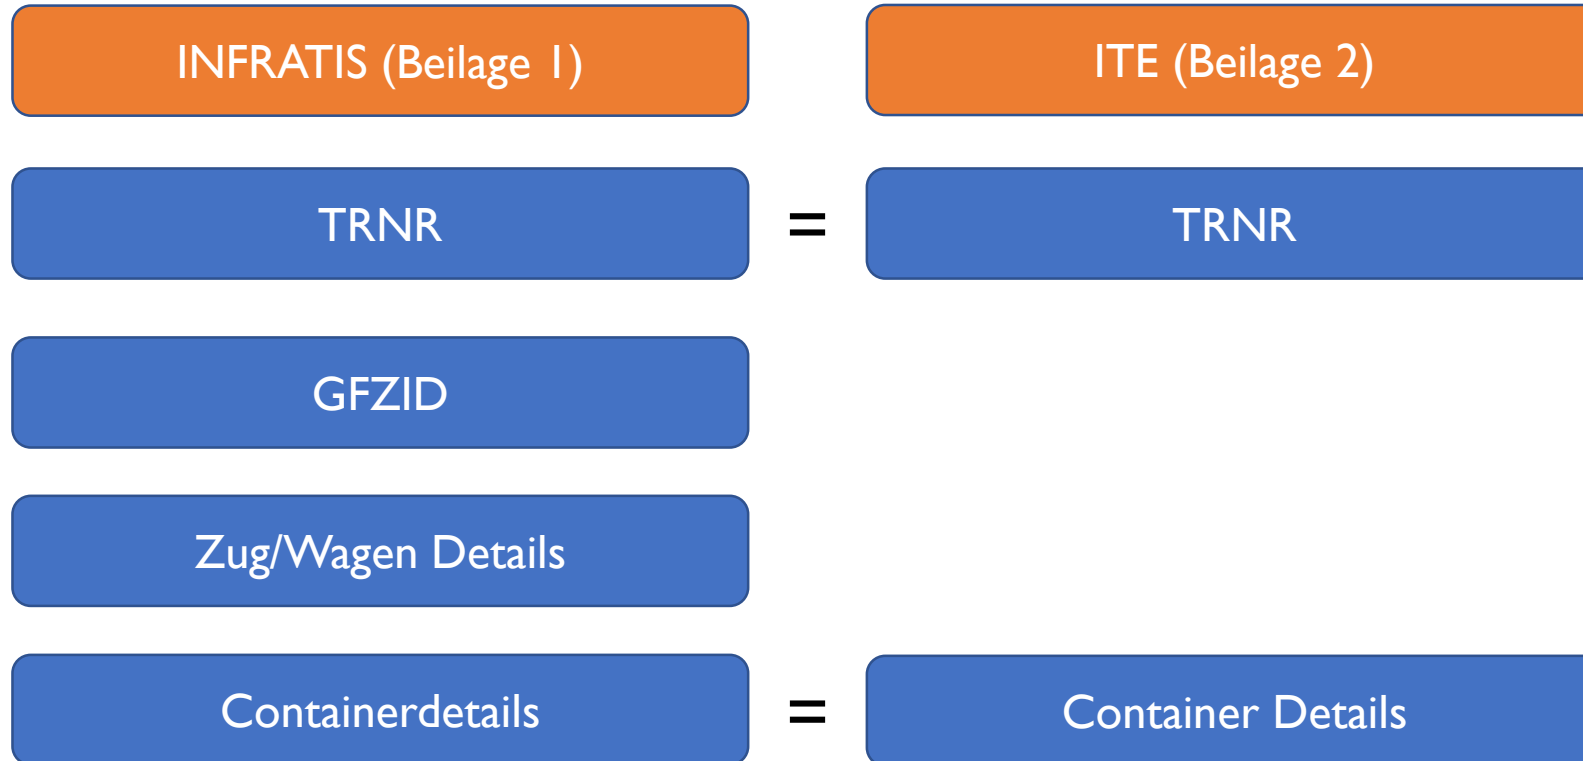 INFRATIS (Beilage 1)
ITE (Beilage 2)
TRNR
=
TRNR
GFZID
Zug/Wagen Details
Containerdetails
=
Container Details